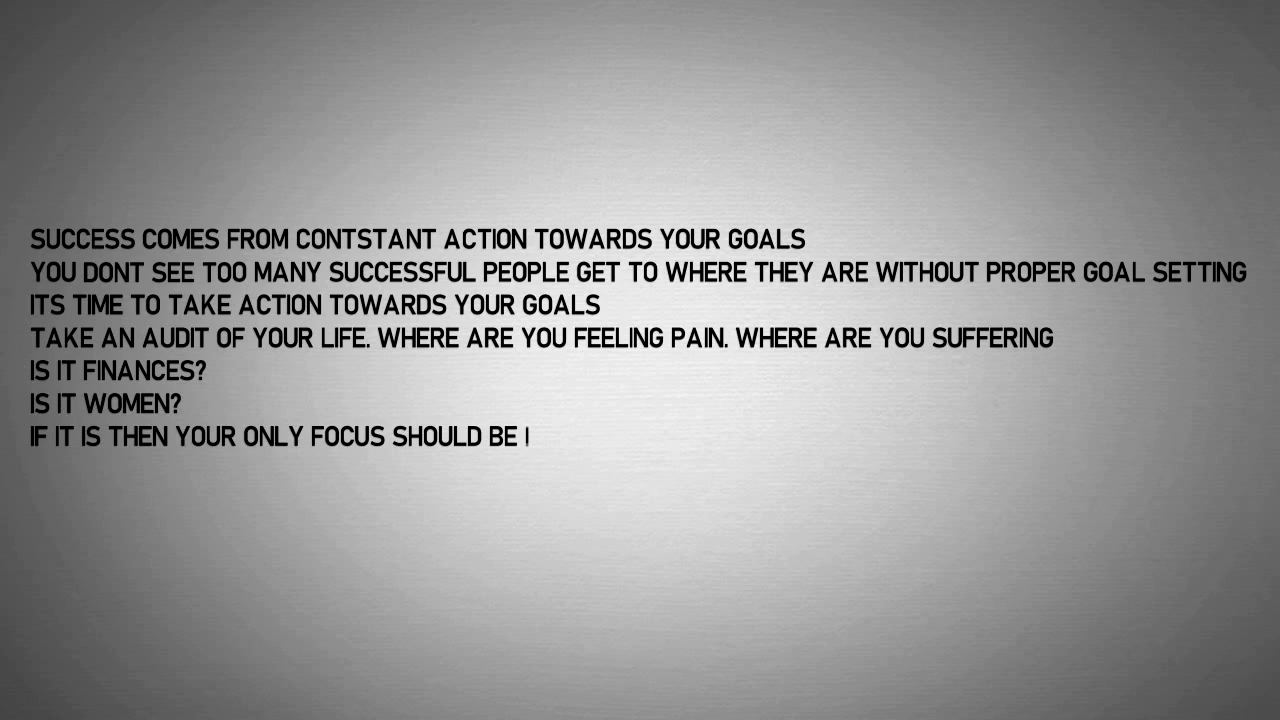 SUCCESS COMES FROM CONTSTANT ACTION TOWARDS YOUR GOALS
YOU DONT SEE TOO MANY SUCCESSFUL PEOPLE GET TO WHERE THEY ARE WITHOUT PROPER GOAL SETTING
ITS TIME TO TAKE ACTION TOWARDS YOUR GOALS
TAKE AN AUDIT OF YOUR LIFE. WHERE ARE YOU FEELING PAIN. WHERE ARE YOU SUFFERING
IS IT FINANCES?
IS IT WOMEN?
IF IT IS THEN YOUR ONLY FOCUS SHOULD BE